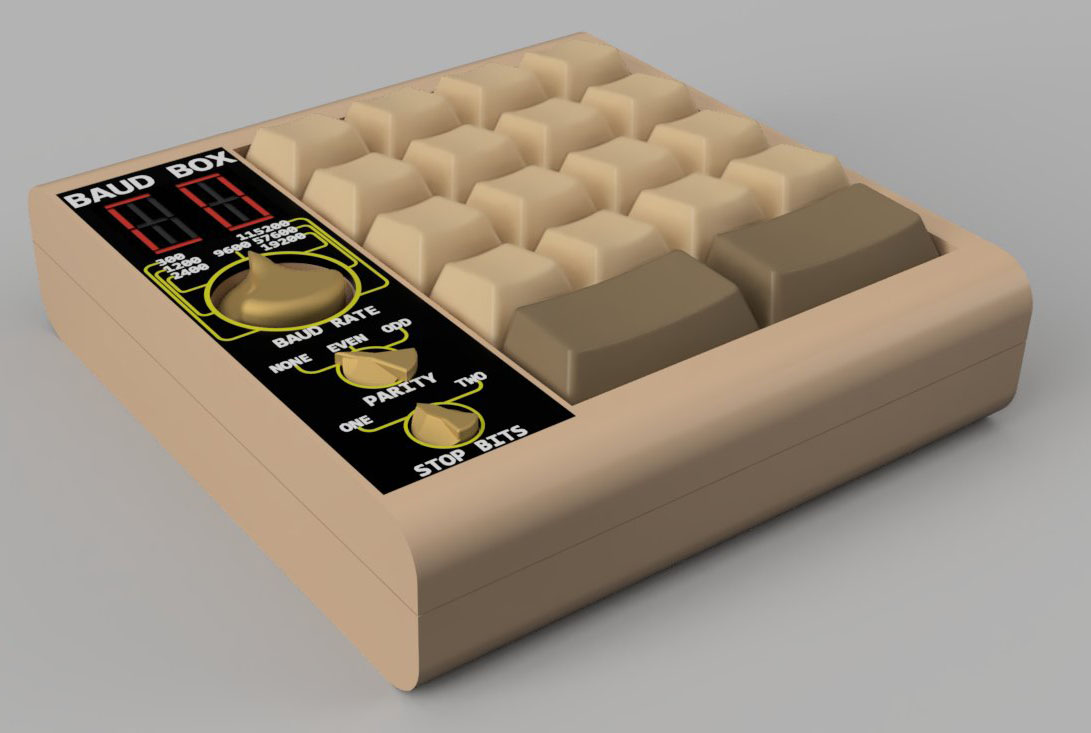 BAUD BOX
00
300
1200
2400
9600
115200
57600
19200
BAUD RATE
NONE EVEN ODD
PARITY
ONE TWO
STOP BITS